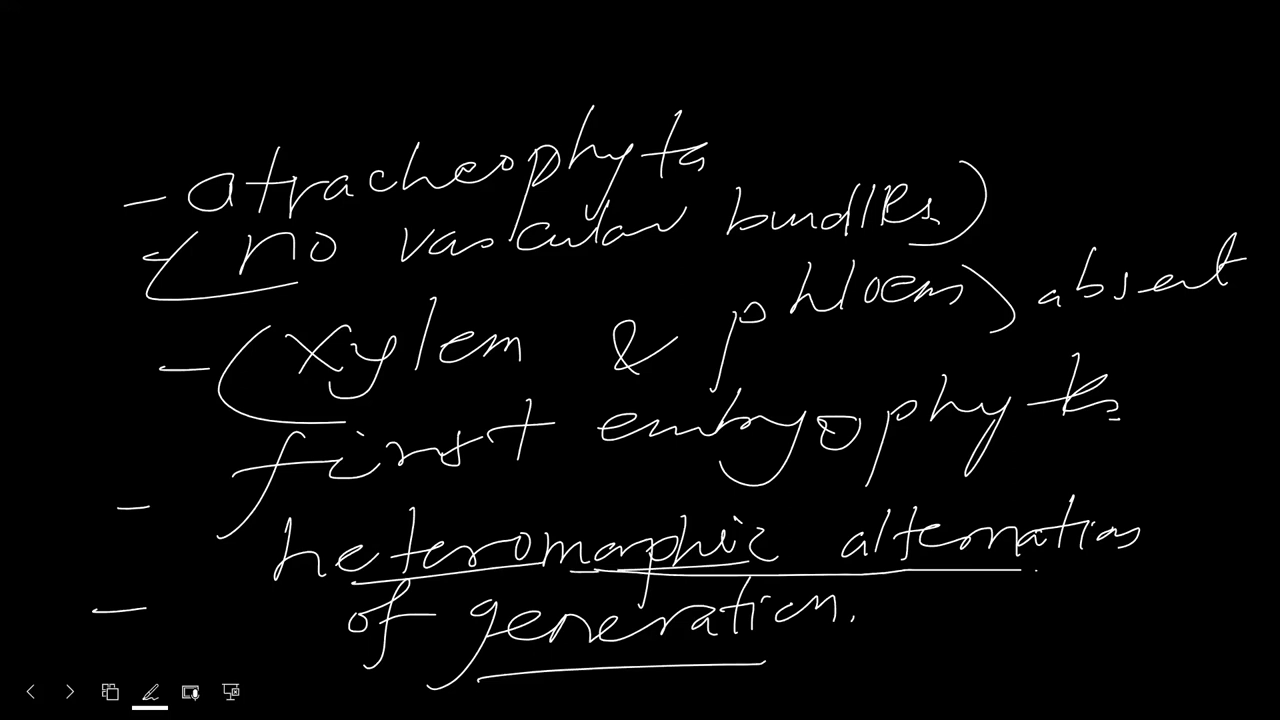 - atracheophyta
( no vascular bundles)
- (xylem & phloem) absent
- first embryophyta
- heteromorphic alternation
of generation.